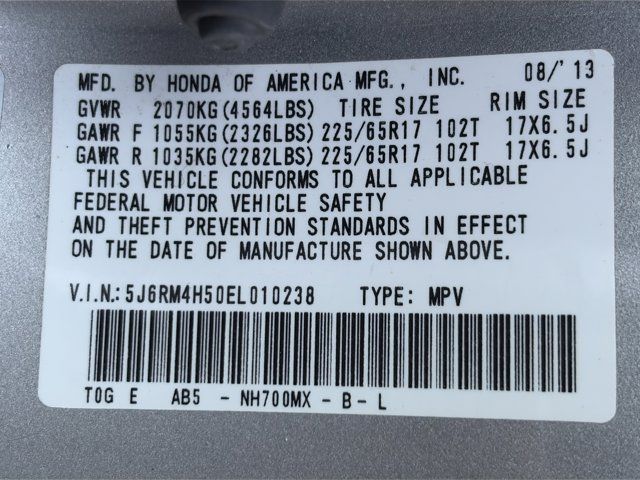 MFD. BY HONDA OF AMERICA MFG., INC. 08/'13
GVWR 2070KG(4564LBS) TIRE SIZE RIM SIZE
GAWR F 1055KG(2326LBS) 225/65R17 102T 17X6.5J
GAWR R 1035KG(2282LBS) 225/65R17 102T 17X6.5J
THIS VEHICLE CONFORMS TO ALL APPLICABLE
FEDERAL MOTOR VEHICLE SAFETY
AND THEFT PREVENTION STANDARDS IN EFFECT
ON THE DATE OF MANUFACTURE SHOWN ABOVE.
V.I.N.: 5J6RM4H50EL010238 TYPE: MPV
T0G E AB5 - NH700MX - B - L